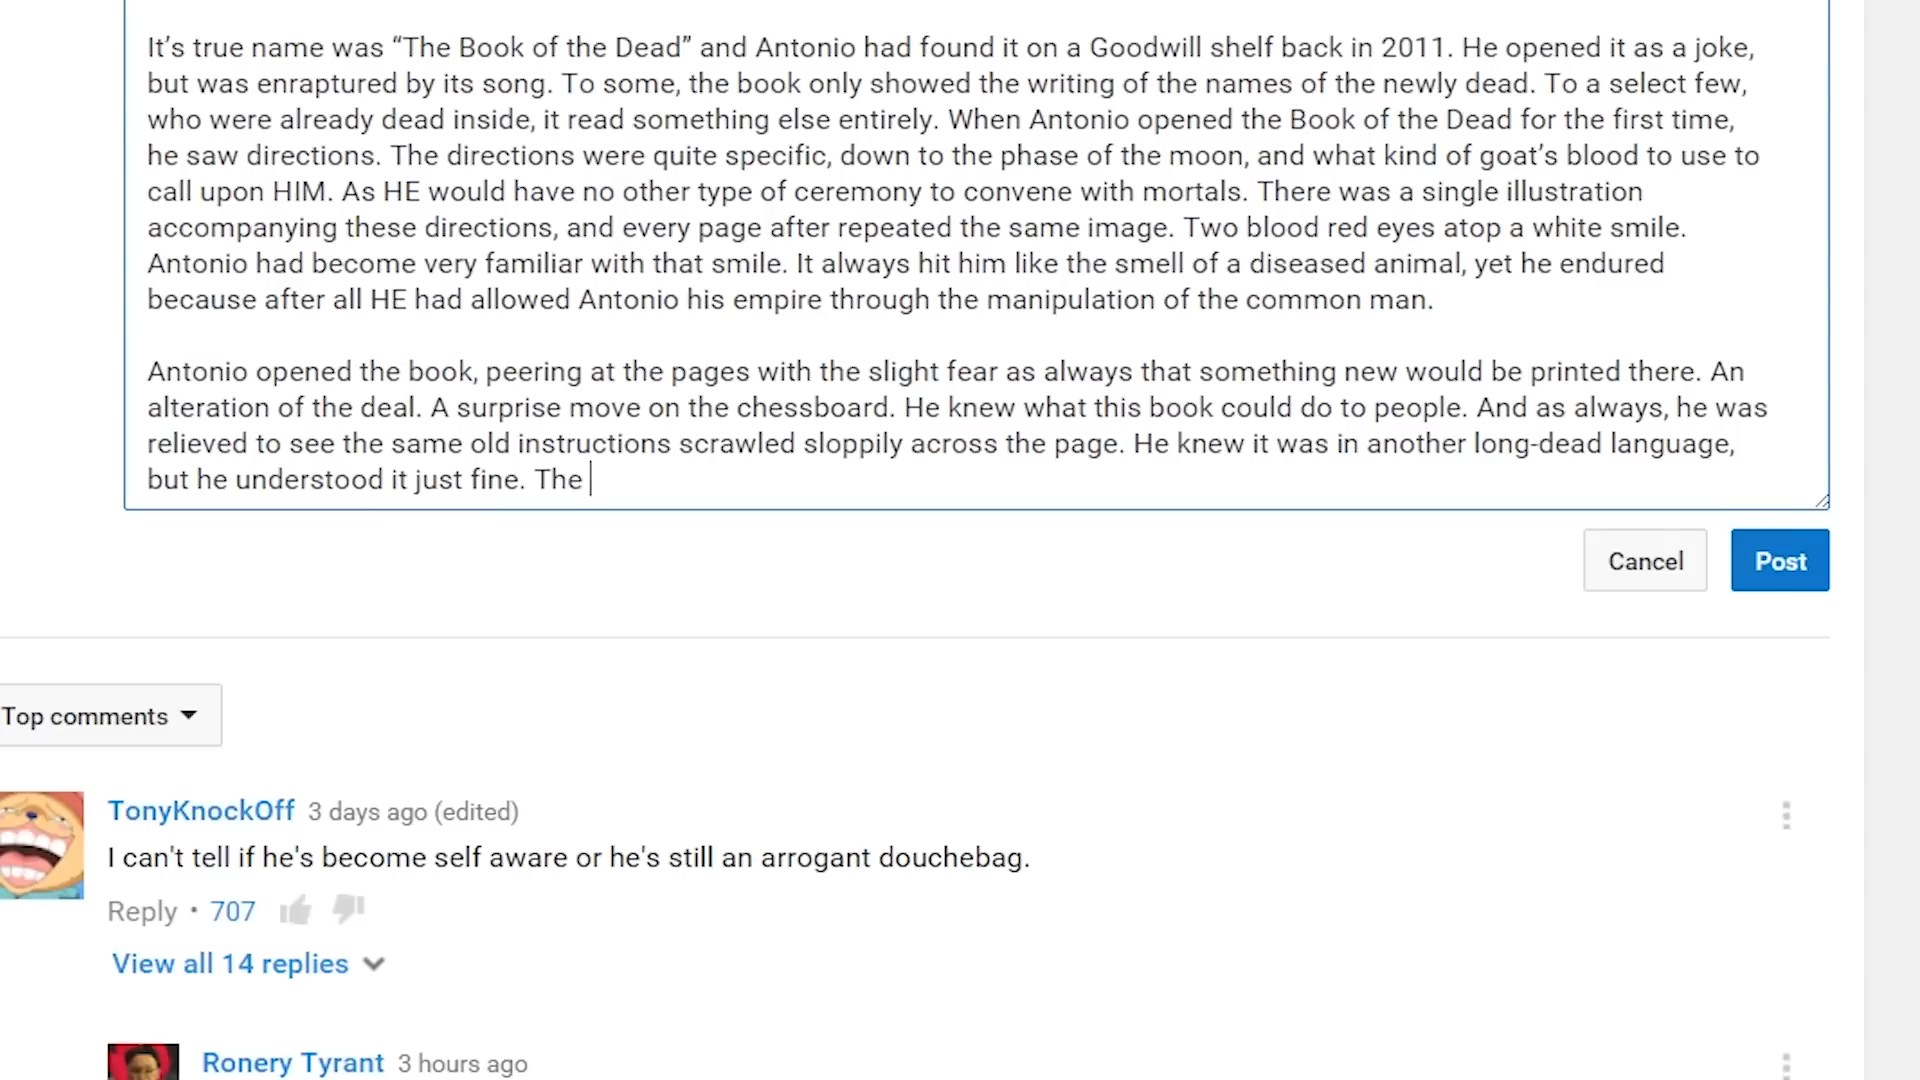 It’s true name was “The Book of the Dead” and Antonio had found it on a Goodwill shelf back in 2011. He opened it as a joke,
but was enraptured by its song. To some, the book only showed the writing of the names of the newly dead. To a select few,
who were already dead inside, it read something else entirely. When Antonio opened the Book of the Dead for the first time,
he saw directions. The directions were quite specific, down to the phase of the moon, and what kind of goat’s blood to use to
call upon HIM. As HE would have no other type of ceremony to convene with mortals. There was a single illustration
accompanying these directions, and every page after repeated the same image. Two blood red eyes atop a white smile.
Antonio had become very familiar with that smile. It always hit him like the smell of a diseased animal, yet he endured
because after all HE had allowed Antonio his empire through the manipulation of the common man.
Antonio opened the book, peering at the pages with the slight fear as always that something new would be printed there. An
alteration of the deal. A surprise move on the chessboard. He knew what this book could do to people. And as always, he was
relieved to see the same old instructions scrawled sloppily across the page. He knew it was in another long-dead language,
but he understood it just fine. The
Cancel
Post
Top comments
TonyKnockOff 3 days ago (edited)
I can't tell if he's become self aware or he's still an arrogant douchebag.
Reply • 707
View all 14 replies
Ronery Tyrant 3 hours ago